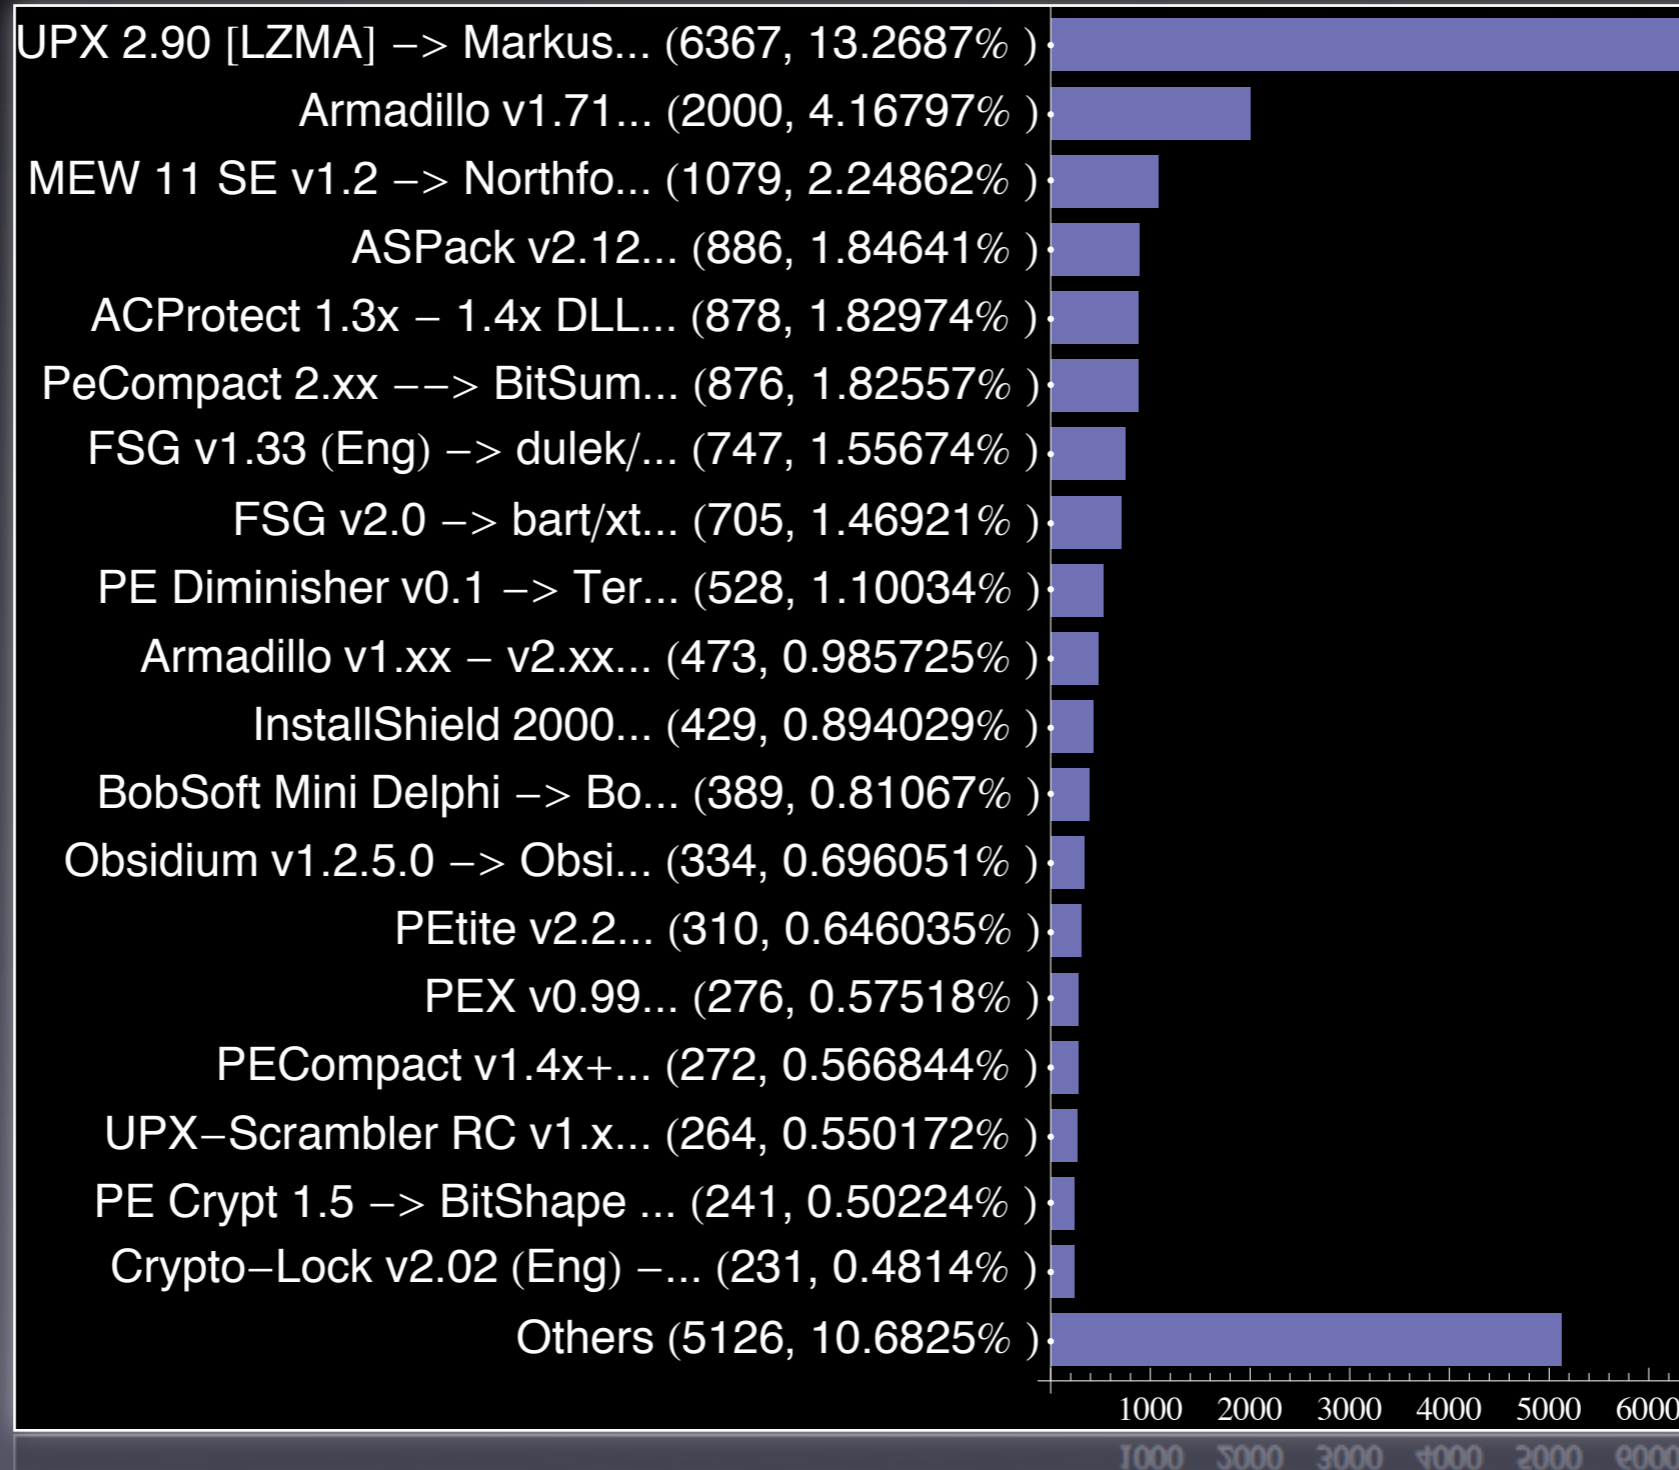 UPX 2.90 [LZMA] −> Markus... (6367, 13.2687% )
Armadillo v1.71... (2000, 4.16797% )
MEW 11 SE v1.2 −> Northfo... (1079, 2.24862% )
ASPack v2.12... (886, 1.84641% )
ACProtect 1.3x − 1.4x DLL... (878, 1.82974% )
PeCompact 2.xx −−> BitSum... (876, 1.82557% )
FSG v1.33 (Eng) −> dulek/... (747, 1.55674% )
FSG v2.0 −> bart/xt... (705, 1.46921% )
PE Diminisher v0.1 −> Ter... (528, 1.10034% )
Armadillo v1.xx − v2.xx... (473, 0.985725% )
InstallShield 2000... (429, 0.894029% )
BobSoft Mini Delphi −> Bo... (389, 0.81067% )
Obsidium v1.2.5.0 −> Obsi... (334, 0.696051% )
PEtite v2.2... (310, 0.646035% )
PEX v0.99... (276, 0.57518% )
PECompact v1.4x+... (272, 0.566844% )
UPX−Scrambler RC v1.x... (264, 0.550172% )
PE Crypt 1.5 −> BitShape ... (241, 0.50224% )
Crypto−Lock v2.02 (Eng) −... (231, 0.4814% )
Others (5126, 10.6825% )
1000 2000 3000 4000 5000 6000